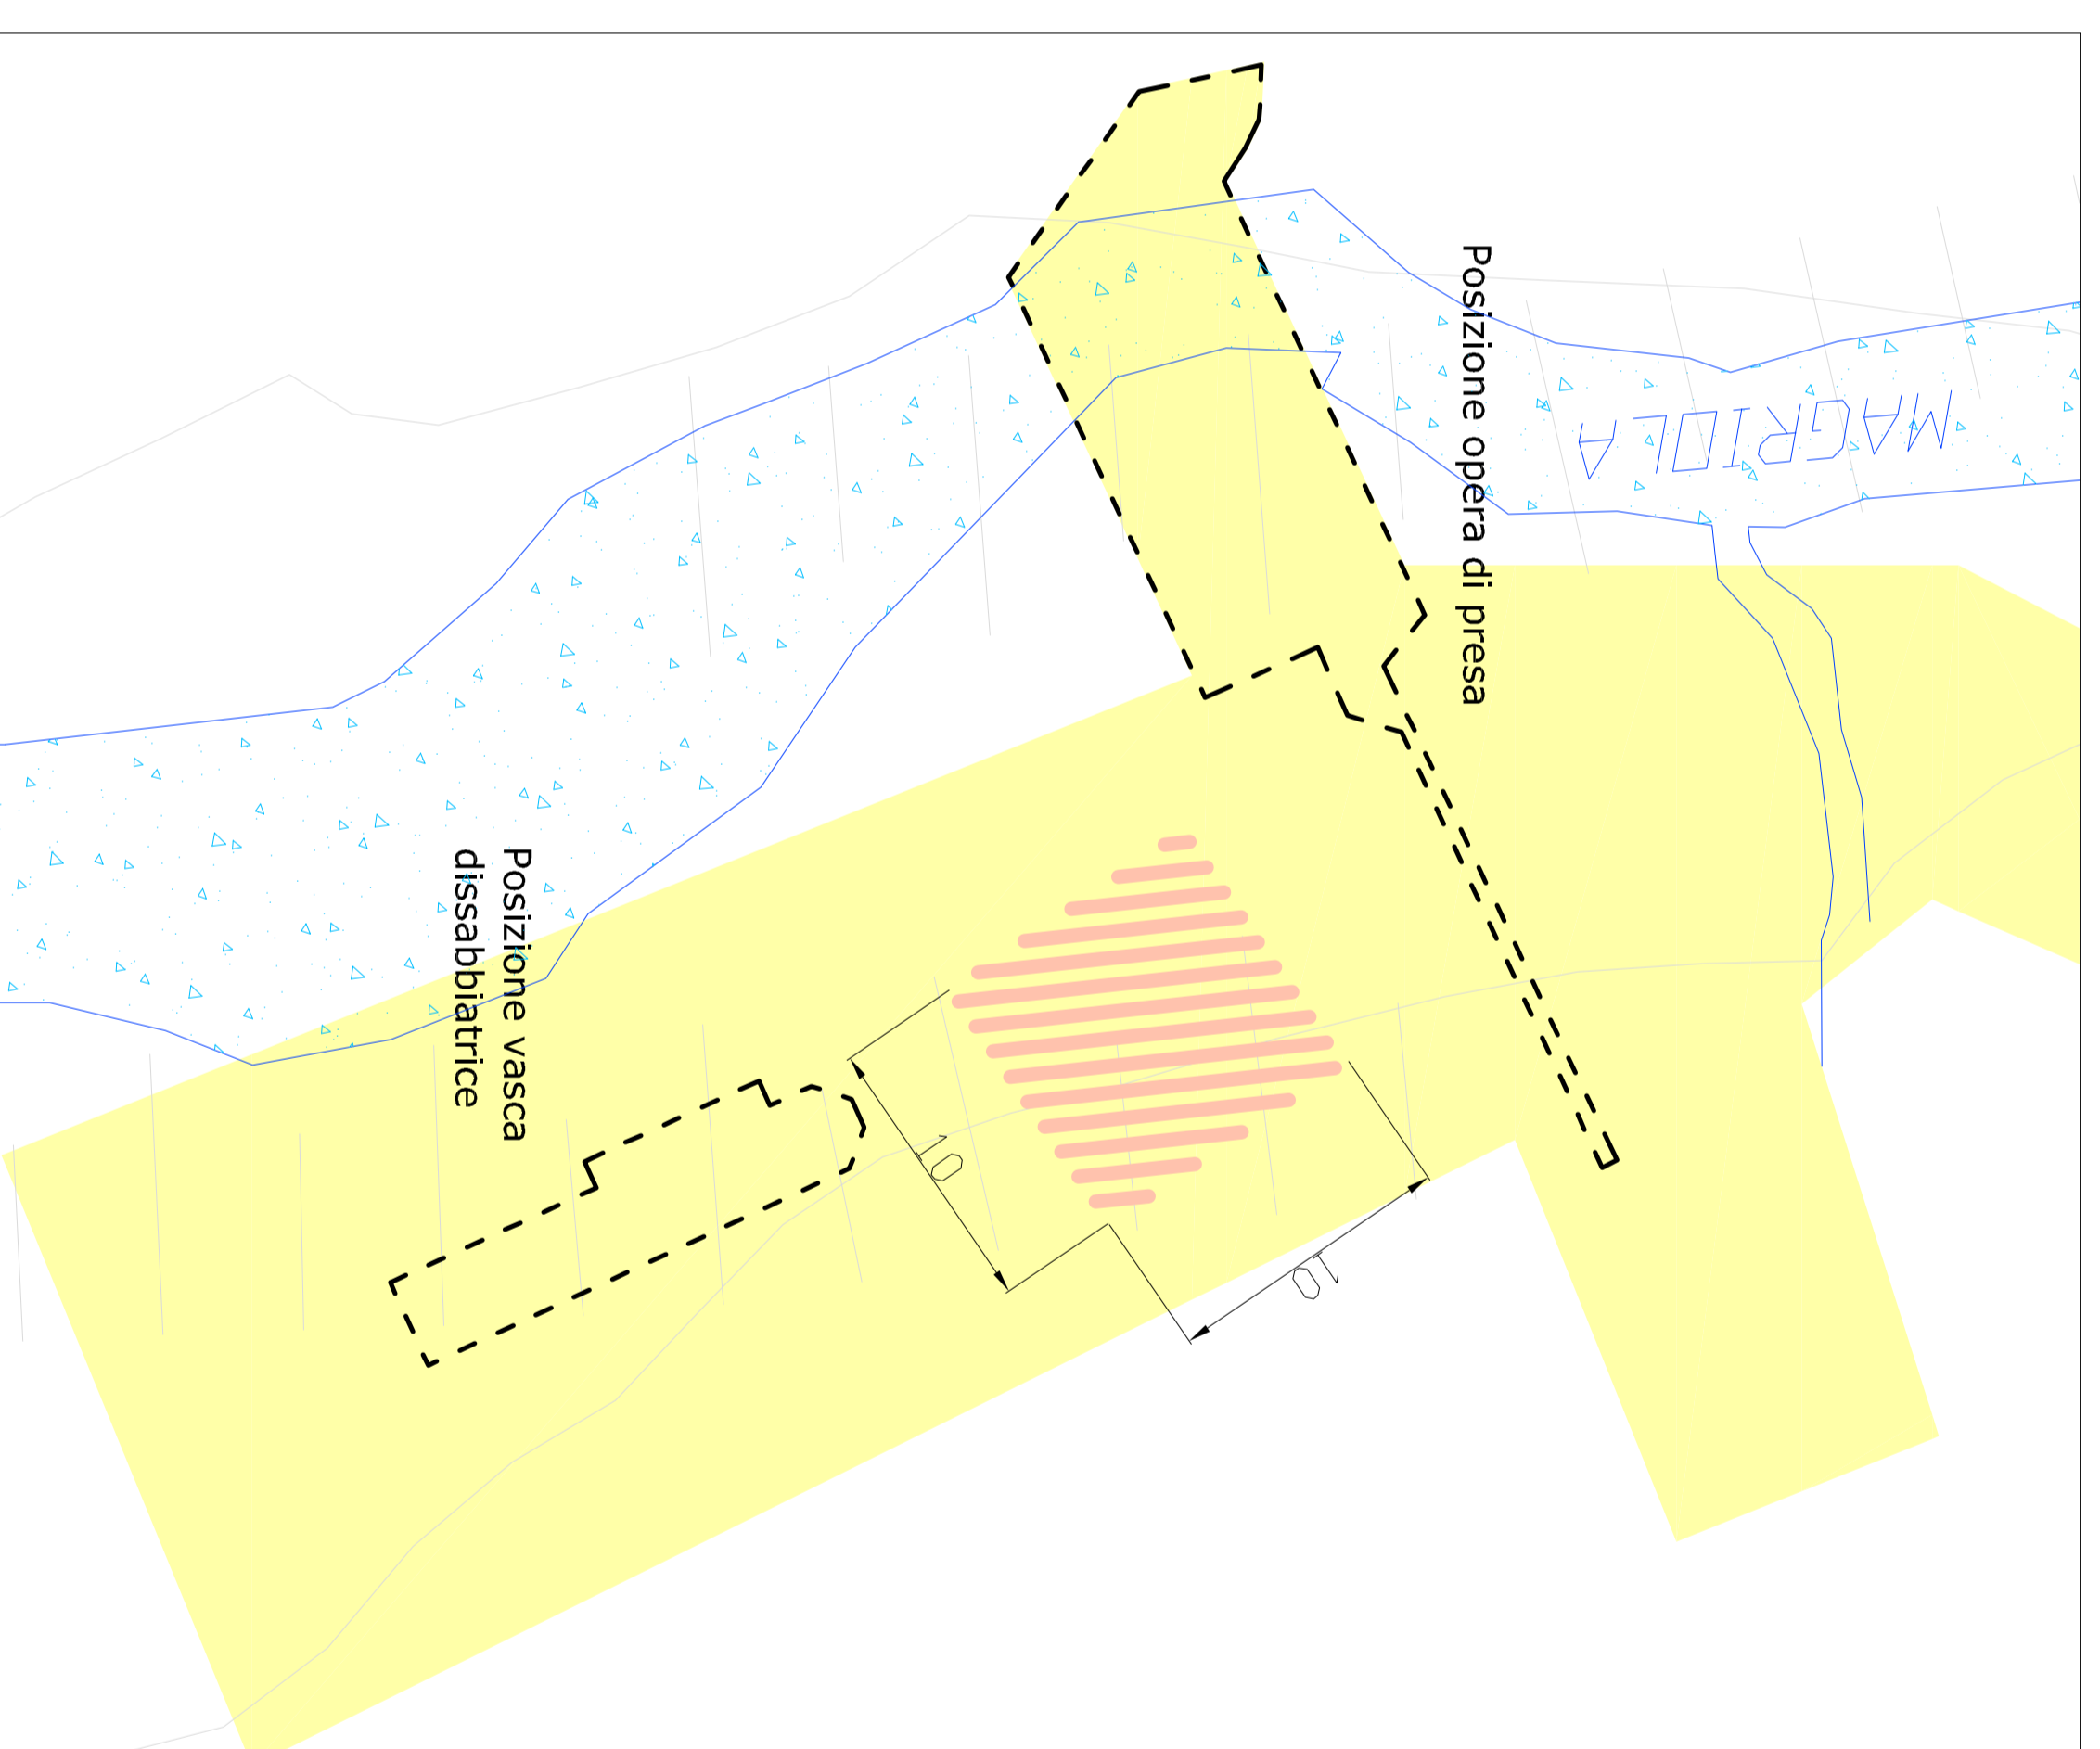 Posizione opera di presa
MAGRIOLA
Posizione vasca
dissabbiatrice
10
10